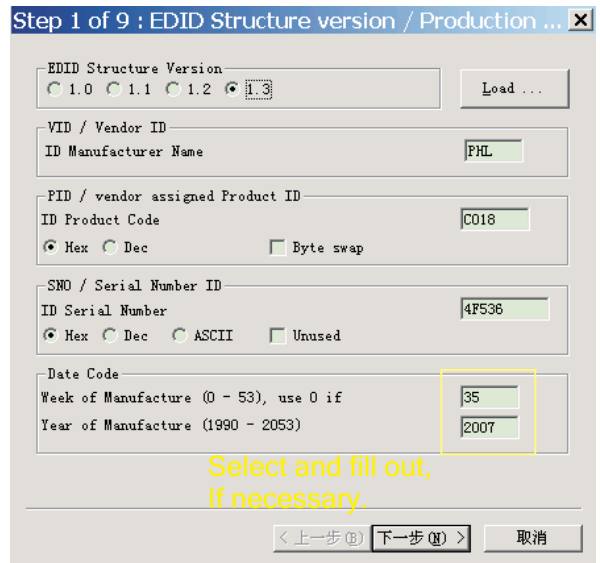 Step 1 of 9 : EDID Structure version / Production ...
EDID Structure Version
1.0 1.1 1.2 1.3
Load ...
VID / Vendor ID
ID Manufacturer Name PHL
PID / vendor assigned Product ID
ID Product Code C018
Hex Dec Byte swap
SNO / Serial Number ID
ID Serial Number 4F536
Hex Dec ASCII Unused
Date Code
Week of Manufacture (0 - 53), use 0 if 35
Year of Manufacture (1990 - 2053) 2007
Select and fill out,
If necessary.
< 上一步(B) 下一步(N) > 取消